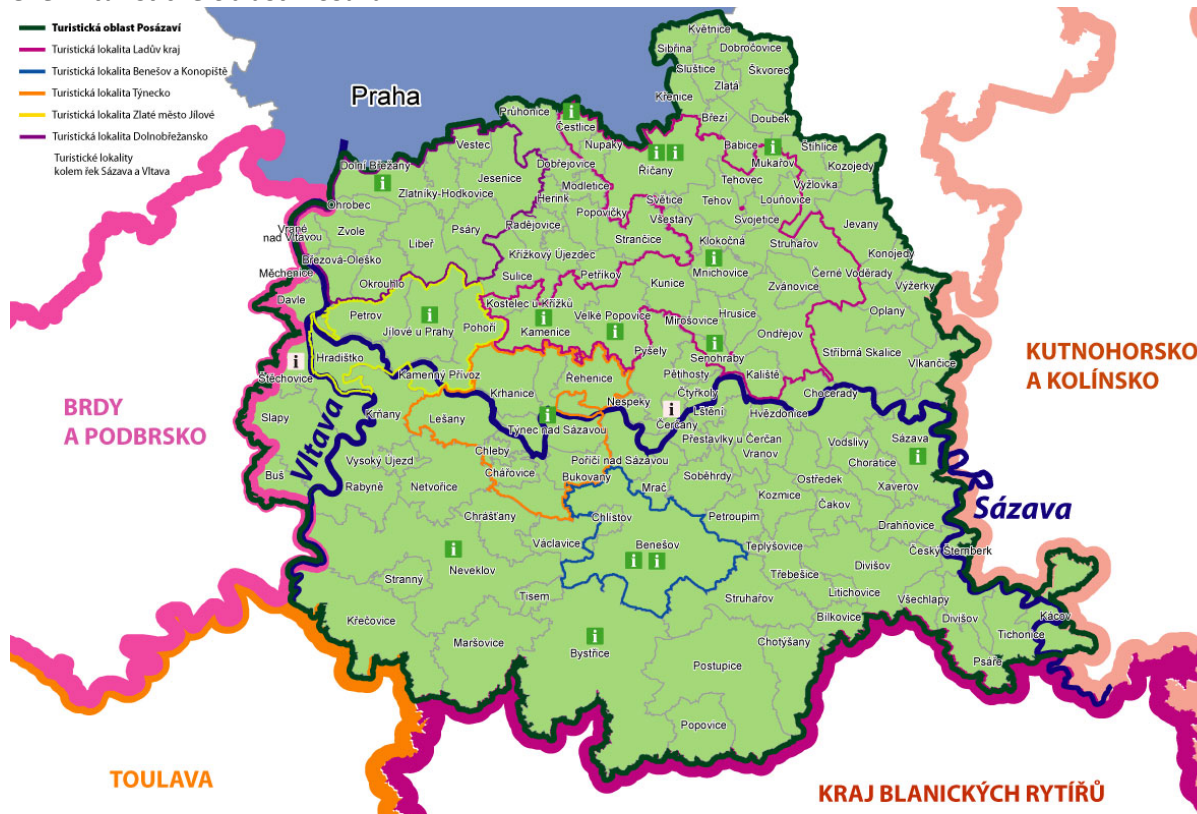 Turistická oblast Posázaví
Turistická lokalita Ladův kraj
Turistická lokalita Benešov a Konopiště
Turistická lokalita Týnecko
Turistická lokalita Zlaté město Jílové
Turistická lokalita Dolnobřežansko
Turistické lokality
kolem řek Sázava a Vltava
Praha
Květnice
Sibřina
Dobročovice
Sluštice
Škvorec
Zlatá
Křenice
Březí
Doubek
Průhonice
Čestlice
Nupaky
Babice
Štíhlice
Mukařov
Kozojedy
Vestec
Dobřejovice
Říčany
Tehovec
Vyžlovka
Dolní Břežany
Jesenice
Modletice
Louňovice
Zlatníky-Hodkovice
Herink
Světice
Tehov
Ohrobec
Popovičky
Všestary
Svojetice
Jevany
Vrané
nad Vltavou
Zvole
Psáry
Radějovice
Strančice
Klokočná
Struhařov
Libeř
Křížkový Újezdec
Konojedy
Březová-Oleško
Měchenice
Sulice
Petříkov
Mnichovice
Černé Voděrady
Okrouhlo
Kunice
Zvánovice
Výžerky
Davle
Petrov
Kostelec u Křížků
Oplany
Jílové u Prahy
Pohoří
Kamenice
Velké Popovice
Mirošovice
Hrusice
Ondřejov
Hradištko
Pyšely
Senohraby
Stříbrná Skalice
Vlkančice
Štěchovice
Kamenný Přívoz
Řehenice
Pětihosty
Kaliště
Krhanice
Nespeky
Čtyřkoly
Chocerady
Slapy
Krňany
Lešany
Čerčany
Lštění
Hvězdonice
Týnec nad Sázavou
Přestavlky u Čerčan
Vodslivy
Sázava
Vltava
Chleby
Vranov
Vysoký Újezd
Chářovice
Poříčí nad Sázavou
Choratice
Buš
Rabyně
Netvořice
Bukovany
Mrač
Soběhrdy
Ostředek
Xaverov
Kozmice
Čakov
Chrášťany
Chlístov
Petroupim
Drahňovice
Sázava
Václavice
Benešov
Teplýšovice
Český Šternberk
Neveklov
Stranný
Třebešice
Divišov
Tisem
Struhařov
Litichovice
Všechlapy
Kácov
Křečovice
Bílkovice
Divišov
Maršovice
Bystřice
Chotýšany
Tichonice
Postupice
Psáře
Popovice
BRDY
A PODBRSKO
KUTNOHORSKO
A KOLÍNSKO
TOULAVA
KRAJ BLANICKÝCH RYTÍŘŮ